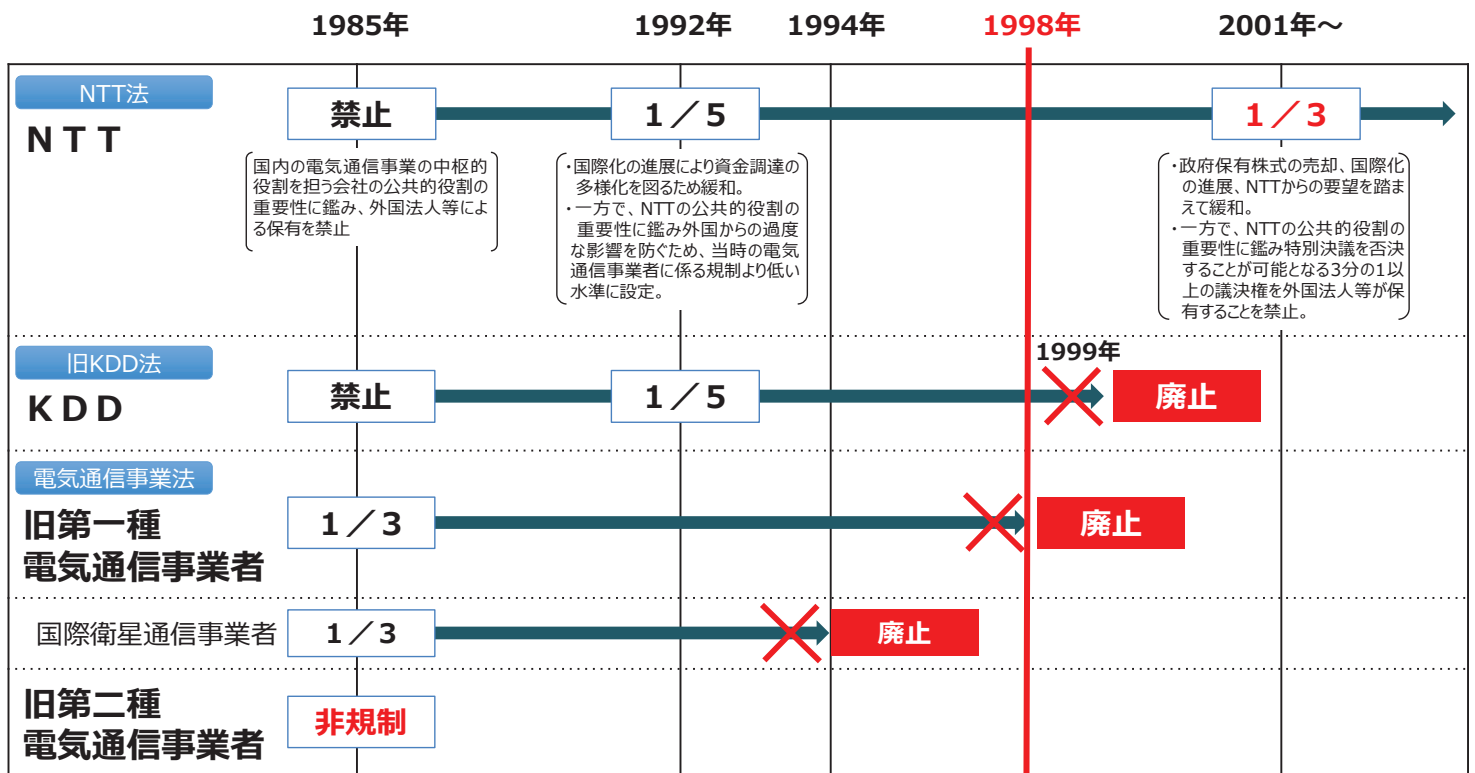 1985年
1992年
1994年
1998年
2001年～
NTT法
ＮＴＴ
禁止
１／５
１／３
国内の電気通信事業の中枢的
役割を担う会社の公共的役割の
重要性に鑑み、外国法人等によ
る保有を禁止
・国際化の進展により資金調達の
多様化を図るため緩和。
・一方で、NTTの公共的役割の
重要性に鑑み外国からの過度
な影響を防ぐため、当時の電気
通信事業者に係る規制より低い
水準に設定。
・政府保有株式の売却、国際化
の進展、NTTからの要望を踏ま
えて緩和。
・一方で、NTTの公共的役割の
重要性に鑑み特別決議を否決
することが可能となる3分の1以
上の議決権を外国法人等が保
有することを禁止。
旧KDD法
ＫＤＤ
禁止
１／５
1999年
廃止
電気通信事業法
旧第一種
電気通信事業者
１／３
廃止
国際衛星通信事業者
１／３
廃止
旧第二種
電気通信事業者
非規制